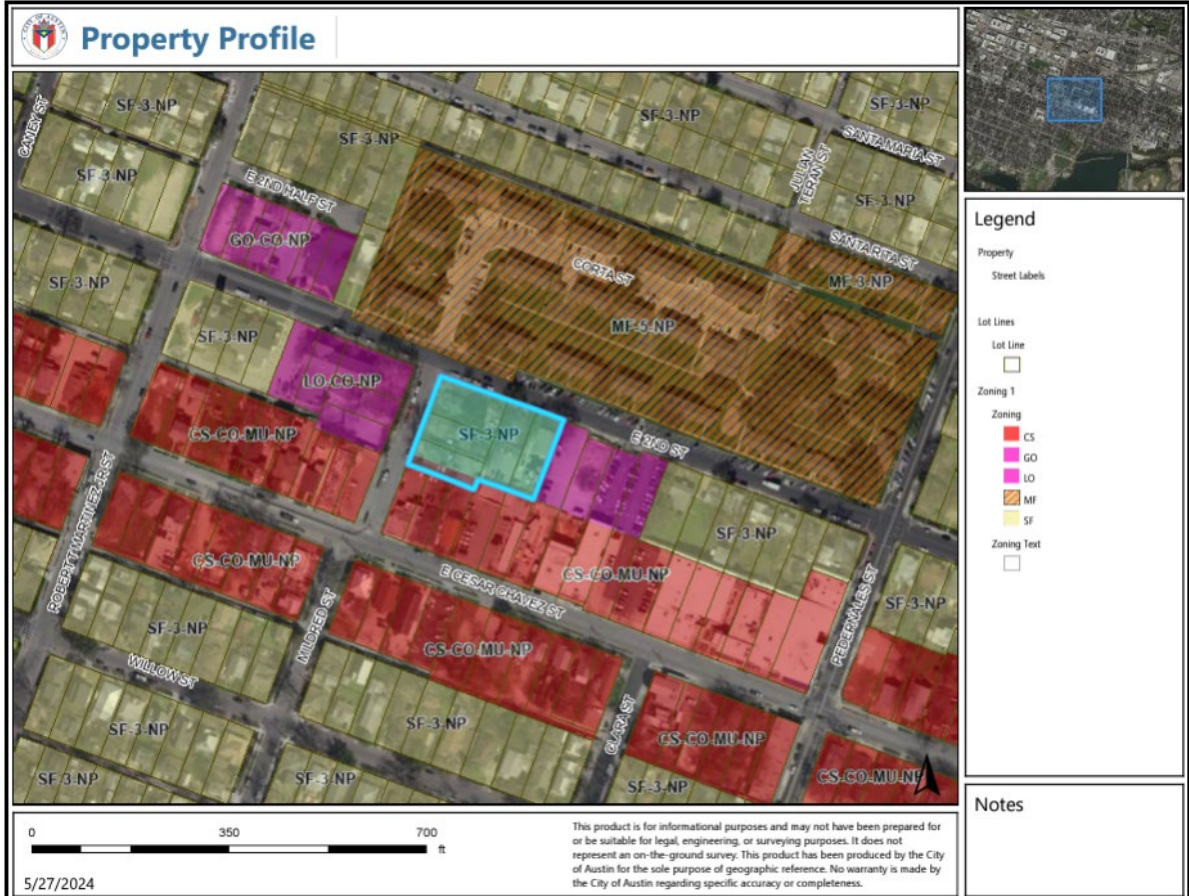 CITY OF AUSTIN
Property Profile
CANEY ST
SF-3-NP
SF-3-NP
SF-3-NP
SANTA MARIA ST
SF-3-NP
SF-3-NP
JULIAN TERAN ST
E 2ND HALF ST
SF-3-NP
GO-CO-NP
SANTA RITA ST
CORTA ST
SF-3-NP
MF-3-NP
MF-5-NP
SF-3-NP
LO-CO-NP
CS-CO-MU-NP
SF-3-NP
E 2ND ST
ROBERT T MARTINEZ JR ST
SF-3-NP
CS-CO-MU-NP
CS-CO-MU-NP
E CESAR CHAVEZ ST
SF-3-NP
PEDERNALES ST
MILDRED ST
SF-3-NP
CS-CO-MU-NP
WILLOW ST
CLARA ST
SF-3-NP
SF-3-NP
CS-CO-MU-NP
SF-3-NP
SF-3-NP
SF-3-NP
CS-CO-MU-NP
Legend
Property
Street Labels
Lot Lines
Lot Line
Zoning 1
Zoning
CS
GO
LO
MF
SF
Zoning Text
Notes
0 350 700
ft
5/27/2024
This product is for informational purposes and may not have been prepared for
or be suitable for legal, engineering, or surveying purposes. It does not
represent an on-the-ground survey. This product has been produced by the City
of Austin for the sole purpose of geographic reference. No warranty is made by
the City of Austin regarding specific accuracy or completeness.